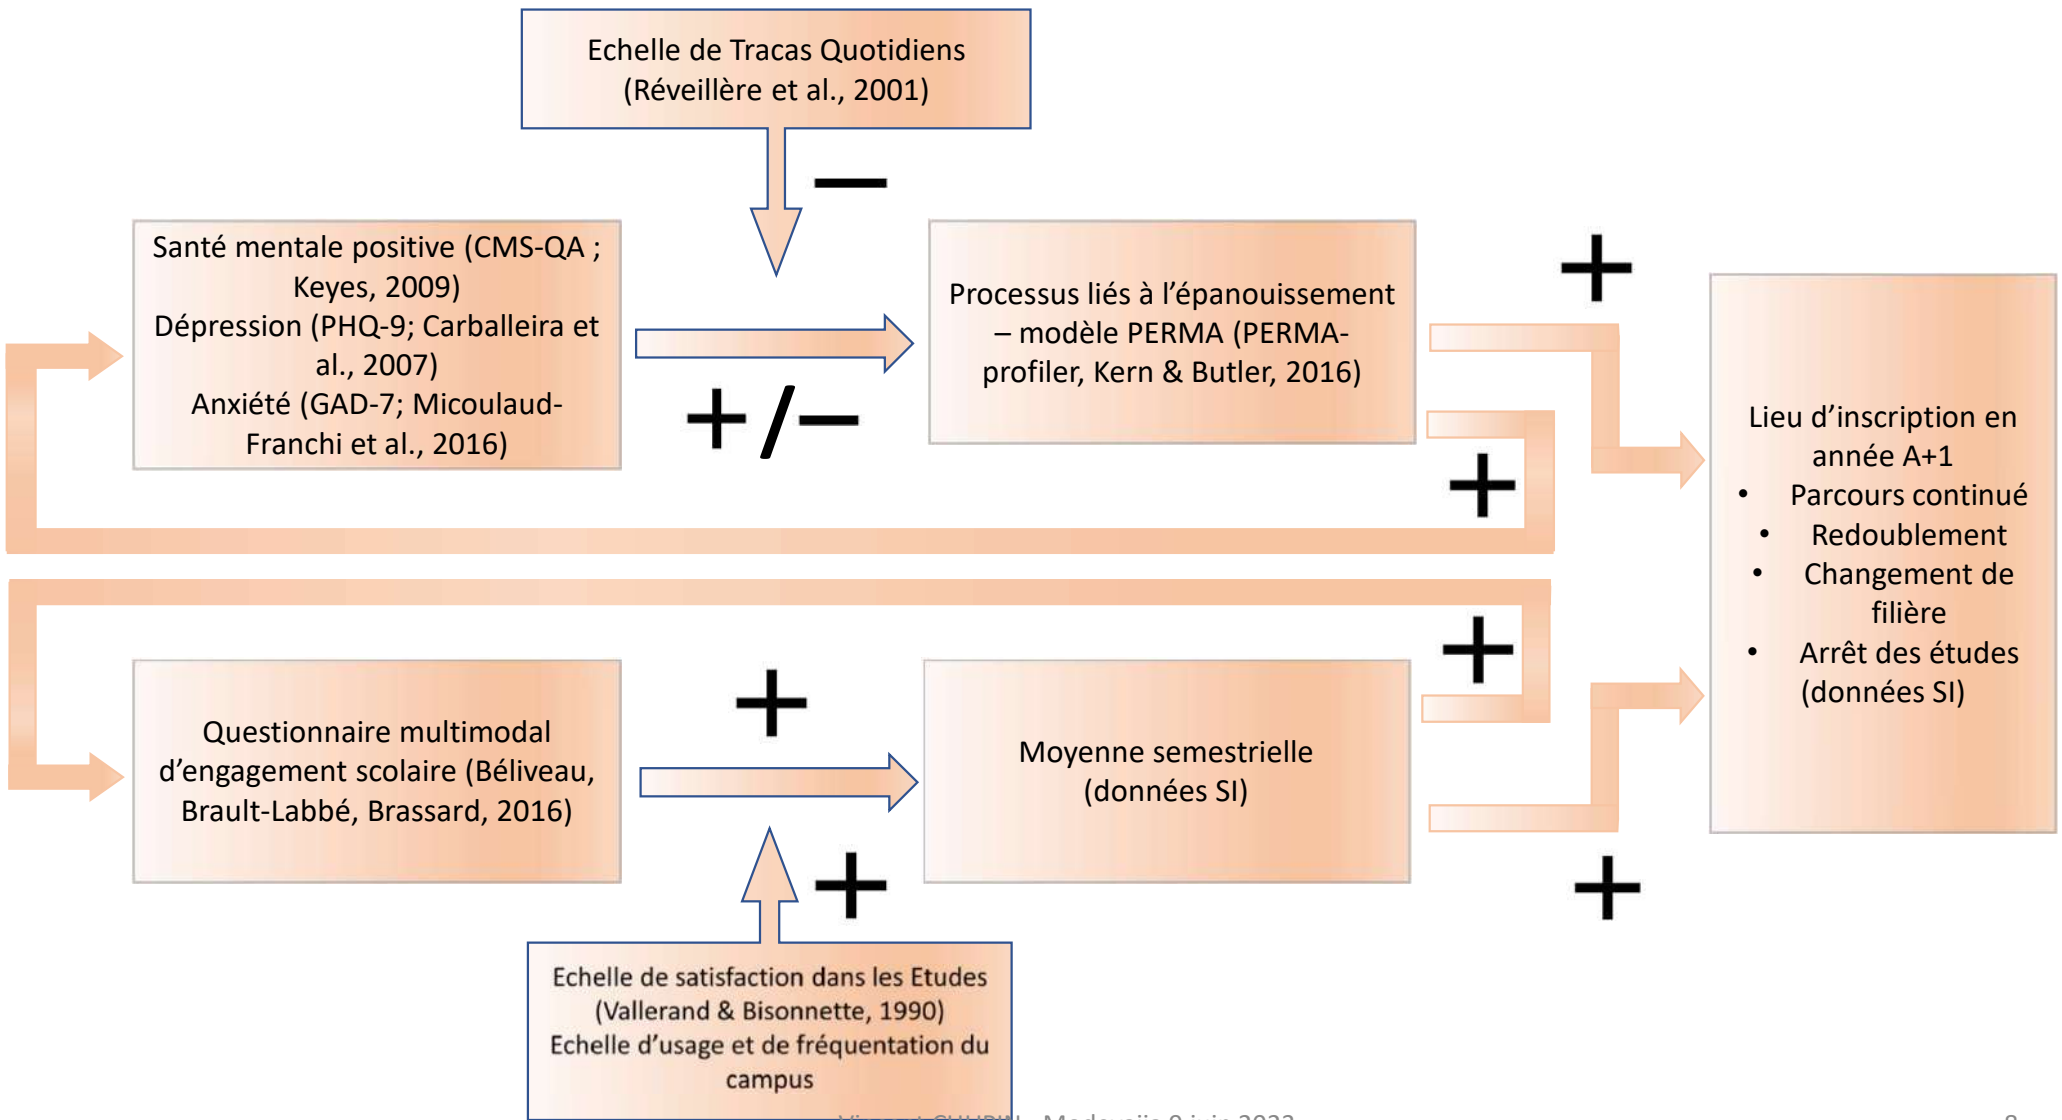 Echelle de Tracas Quotidiens
(Réveillère et al., 2001)
Santé mentale positive (CMS-QA ;
Keyes, 2009)
Dépression (PHQ-9; Carballeira et
al., 2007)
Anxiété (GAD-7; Micoulaud-
Franchi et al., 2016)
–
+/–
Processus liés à l’épanouissement
– modèle PERMA (PERMA-
profiler, Kern & Butler, 2016)
+
+
Lieu d’inscription en
année A+1
• Parcours continué
• Redoublement
• Changement de
filière
• Arrêt des études
(données SI)
Questionnaire multimodal
d’engagement scolaire (Béliveau,
Brault-Labbé, Brassard, 2016)
+
Moyenne semestrielle
(données SI)
+
+
+
Echelle de satisfaction dans les Etudes
(Vallerand & Bisonnette, 1990)
Echelle d’usage et de fréquentation du
campus
8